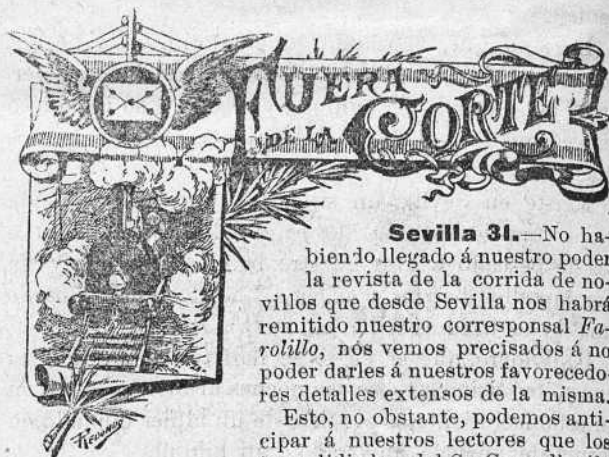 FUERA
DE LA CORTE
Sevilla 31.—No ha-
biendo llegado á nuestro poder
la revista de la corrida de no-
villos que desde Sevilla nos habrá
remitido nuestro corresponsal Fa-
rolillo, nos vemos precisados á no
poder darles á nuestros favorecedo-
res detalles extensos de la misma.
Esto, no obstante, podemos anti-
cipar á nuestros lectores que los
REDONDO